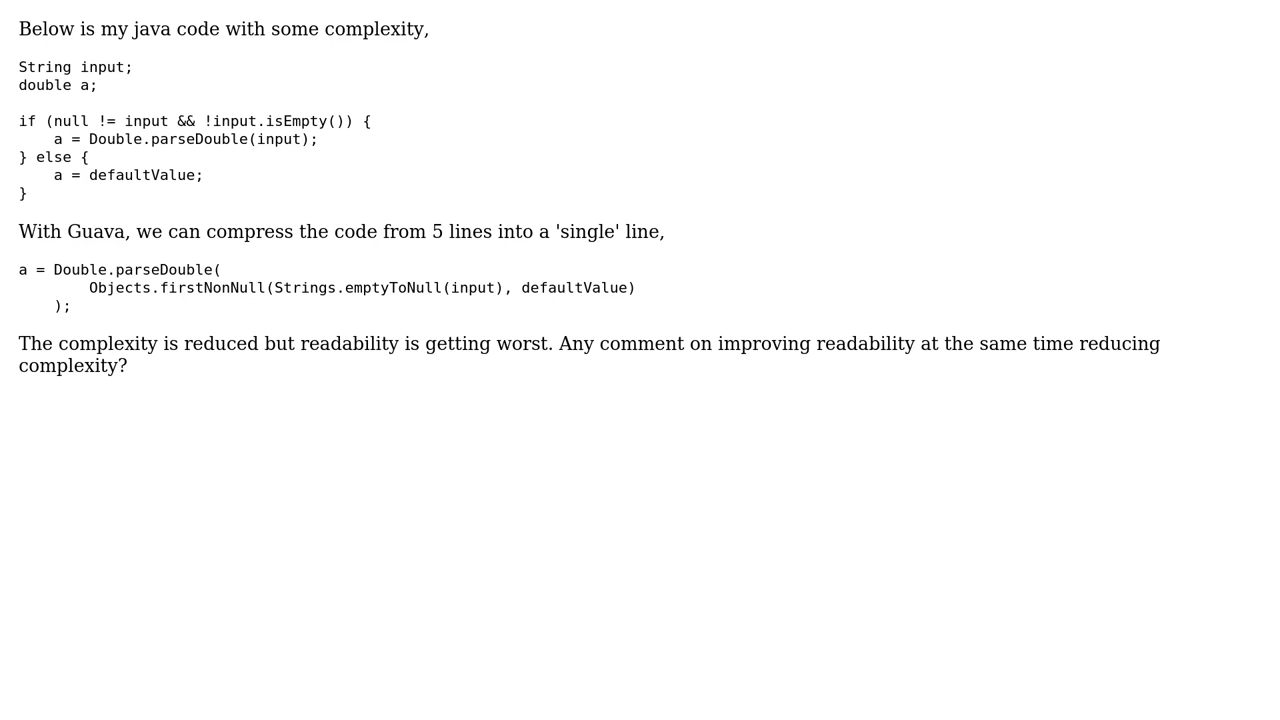 Below is my java code with some complexity,
String input;
double a;
if (null != input && !input.isEmpty()) {
    a = Double.parseDouble(input);
} else {
    a = defaultValue;
}
With Guava, we can compress the code from 5 lines into a 'single' line,
a = Double.parseDouble(
        Objects.firstNonNull(Strings.emptyToNull(input), defaultValue)
    );
The complexity is reduced but readability is getting worst. Any comment on improving readability at the same time reducing
complexity?